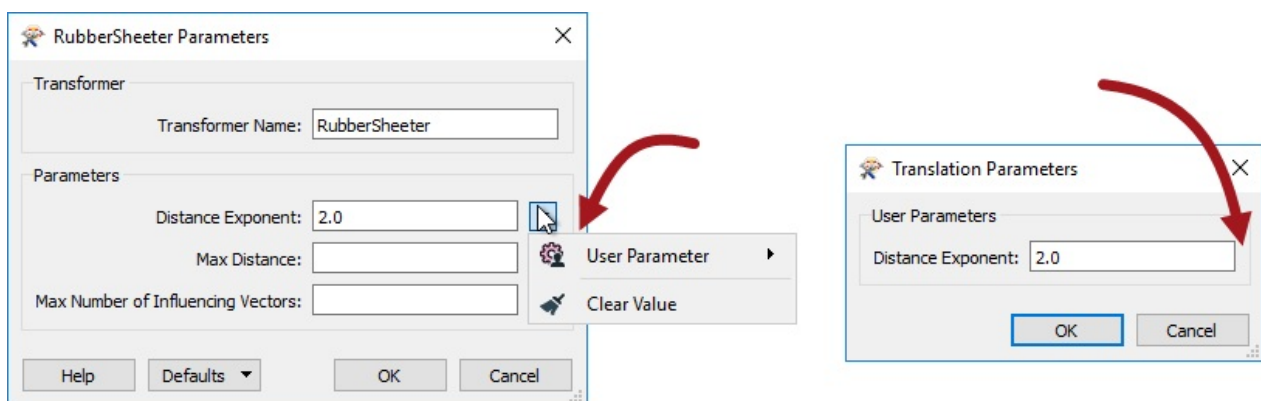 RubberSheeter Parameters
Transformer
Transformer Name: RubberSheeter
Parameters
Distance Exponent: 2.0
Max Distance:
Max Number of Influencing Vectors:
User Parameter
Clear Value
Help Defaults OK Cancel
Translation Parameters
User Parameters
Distance Exponent: 2.0
OK Cancel